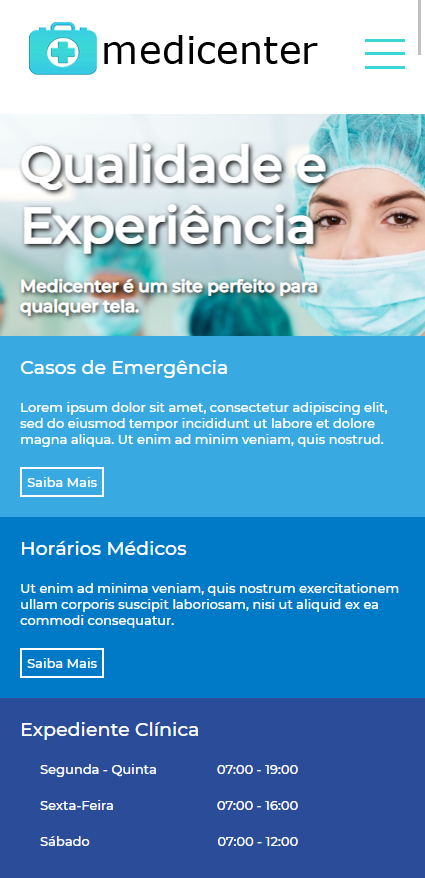 medicenter
Qualidade e
Experiência
Medicenter é um site perfeito para
qualquer tela.
Casos de Emergência
Lorem ipsum dolor sit amet, consectetur adipiscing elit,
sed do eiusmod tempor incididunt ut labore et dolore
magna aliqua. Ut enim ad minim veniam, quis nostrud.
Saiba Mais
Horários Médicos
Ut enim ad minima veniam, quis nostrum exercitationem
ullam corporis suscipit laboriosam, nisi ut aliquid ex ea
commodi consequatur.
Saiba Mais
Expediente Clínica
Segunda - Quinta 07:00 - 19:00
Sexta-Feira 07:00 - 16:00
Sábado 07:00 - 12:00